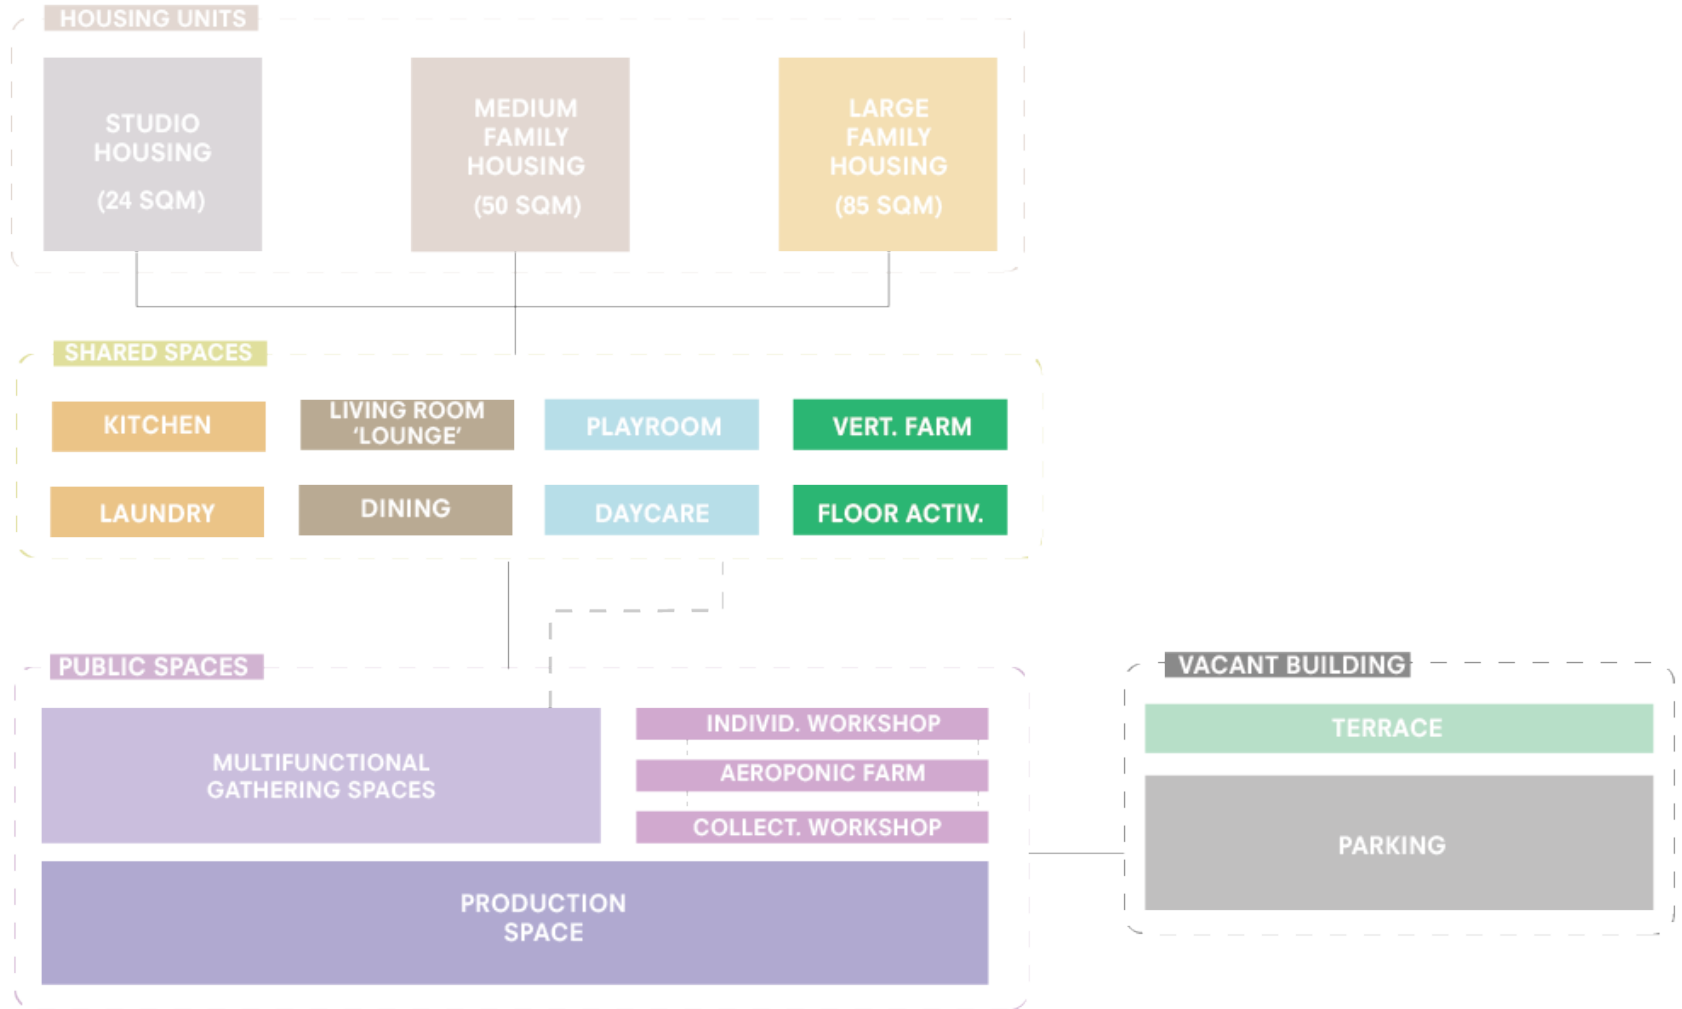 HOUSING UNITS
STUDIO
HOUSING
(24 SQM)
MEDIUM
FAMILY
HOUSING
(50 SQM)
LARGE
FAMILY
HOUSING
(85 SQM)
SHARED SPACES
KITCHEN
LIVING ROOM
‘LOUNGE’
PLAYROOM
VERT. FARM
LAUNDRY
DINING
DAYCARE
FLOOR ACTIV.
PUBLIC SPACES
MULTIFUNCTIONAL
GATHERING SPACES
INDIVID. WORKSHOP
AEROPONIC FARM
COLLECT. WORKSHOP
PRODUCTION
SPACE
VACANT BUILDING
TERRACE
PARKING